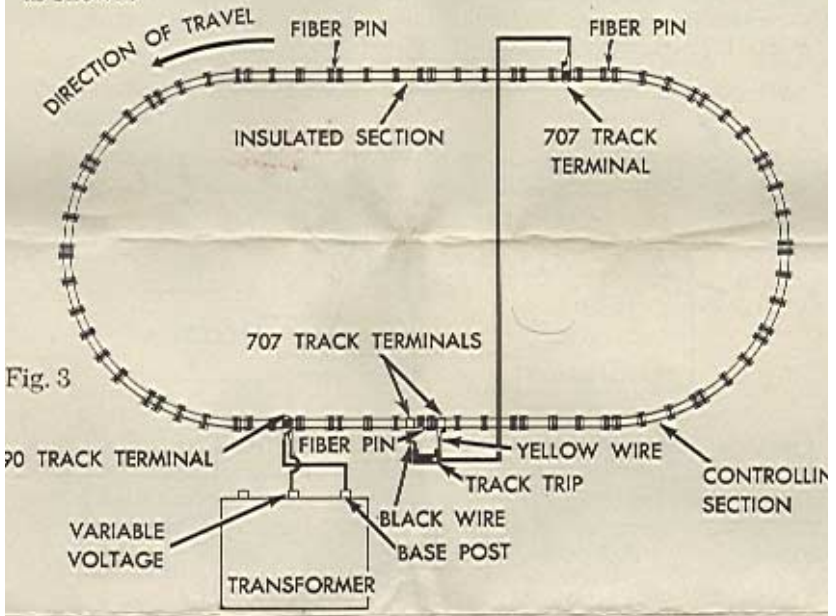 DIRECTION OF TRAVEL
FIBER PIN
FIBER PIN
INSULATED SECTION
707 TRACK
TERMINAL
707 TRACK TERMINALS
Fig. 3
90 TRACK TERMINAL
FIBER PIN
YELLOW WIRE
TRACK TRIP
CONTROLLIN
SECTION
BLACK WIRE
VARIABLE
VOLTAGE
BASE POST
TRANSFORMER